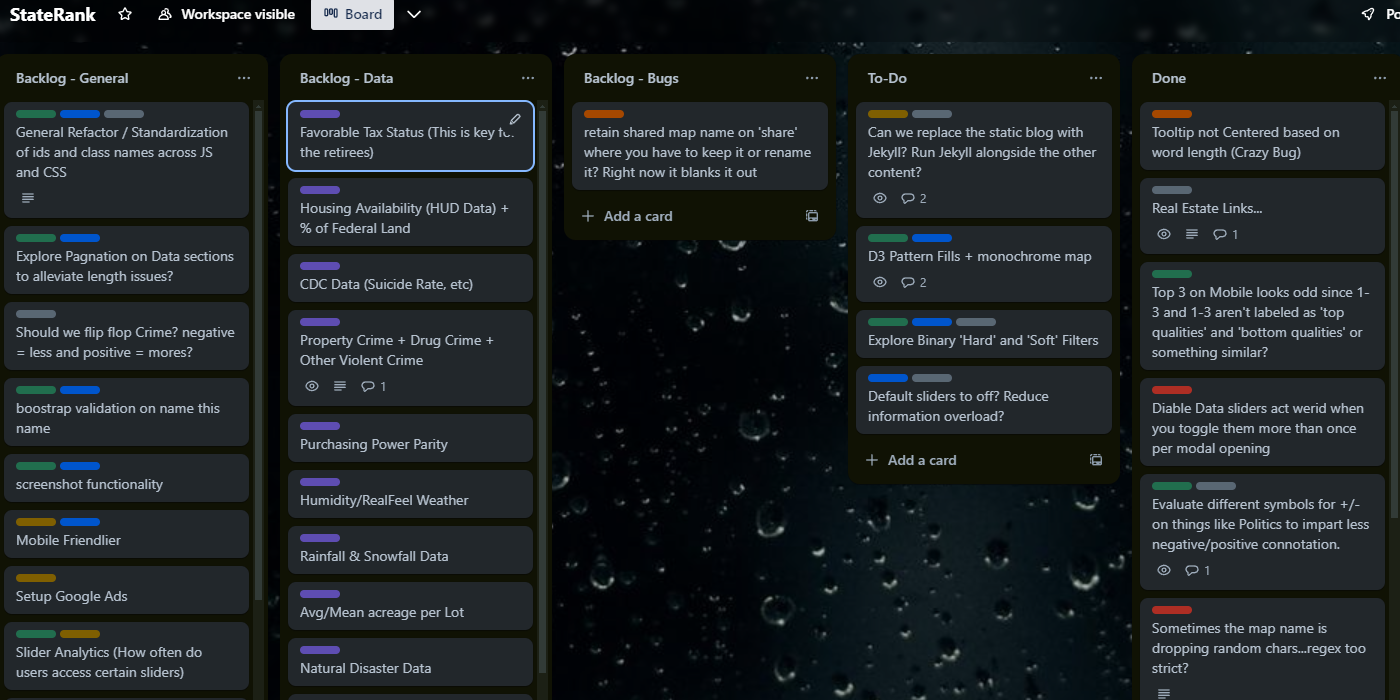 StateRank
Workspace visible
Board
Backlog - General
General Refactor / Standardization
of ids and class names across JS
and CSS
Explore Pagnation on Data sections
to alleviate length issues?
Should we flip flop Crime? negative
= less and positive = mores?
boostrap validation on name this
name
screenshot functionality
Mobile Friendlier
Setup Google Ads
Slider Analytics (How often do
users access certain sliders)
Backlog - Data
Favorable Tax Status (This is key
the retirees)
Housing Availability (HUD Data) +
% of Federal Land
CDC Data (Suicide Rate, etc)
Property Crime + Drug Crime +
Other Violent Crime
1
Purchasing Power Parity
Humidity/RealFeel Weather
Rainfall & Snowfall Data
Avg/Mean acreage per Lot
Natural Disaster Data
Backlog - Bugs
retain shared map name on 'share'
where you have to keep it or rename
it? Right now it blanks it out
+ Add a card
To-Do
Can we replace the static blog with
Jekyll? Run Jekyll alongside the other
content?
2
D3 Pattern Fills + monochrome map
2
Explore Binary 'Hard' and 'Soft' Filters
Default sliders to off? Reduce
information overload?
+ Add a card
Done
Tooltip not Centered based on
word length (Crazy Bug)
Real Estate Links...
1
Top 3 on Mobile looks odd since 1-
3 and 1-3 aren't labeled as 'top
qualities' and 'bottom qualities' or
something similar?
Diable Data sliders act werid when
you toggle them more than once
per modal opening
Evaluate different symbols for +/-
on things like Politics to impart less
negative/positive connotation.
1
Sometimes the map name is
dropping random chars...regex too
strict?